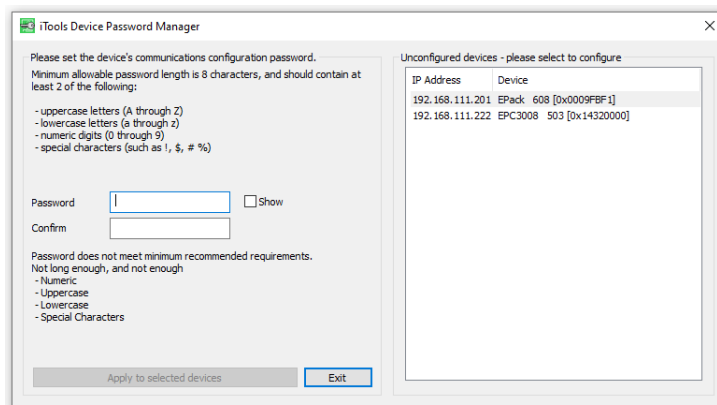 iTools Device Password Manager
Please set the device's communications configuration password.
Minimum allowable password length is 8 characters, and should contain at
least 2 of the following:
- uppercase letters (A through Z)
- lowercase letters (a through z)
- numeric digits (0 through 9)
- special characters (such as !, $, # %)
Password
Show
Confirm
Password does not meet minimum recommended requirements.
Not long enough, and not enough
- Numeric
- Uppercase
- Lowercase
- Special Characters
Apply to selected devices
Exit
Unconfigured devices - please select to configure
IP Address Device
192.168.111.201 EPack 608 [0x0009FBF1]
192.168.111.222 EPC3008 503 [0x14320000]